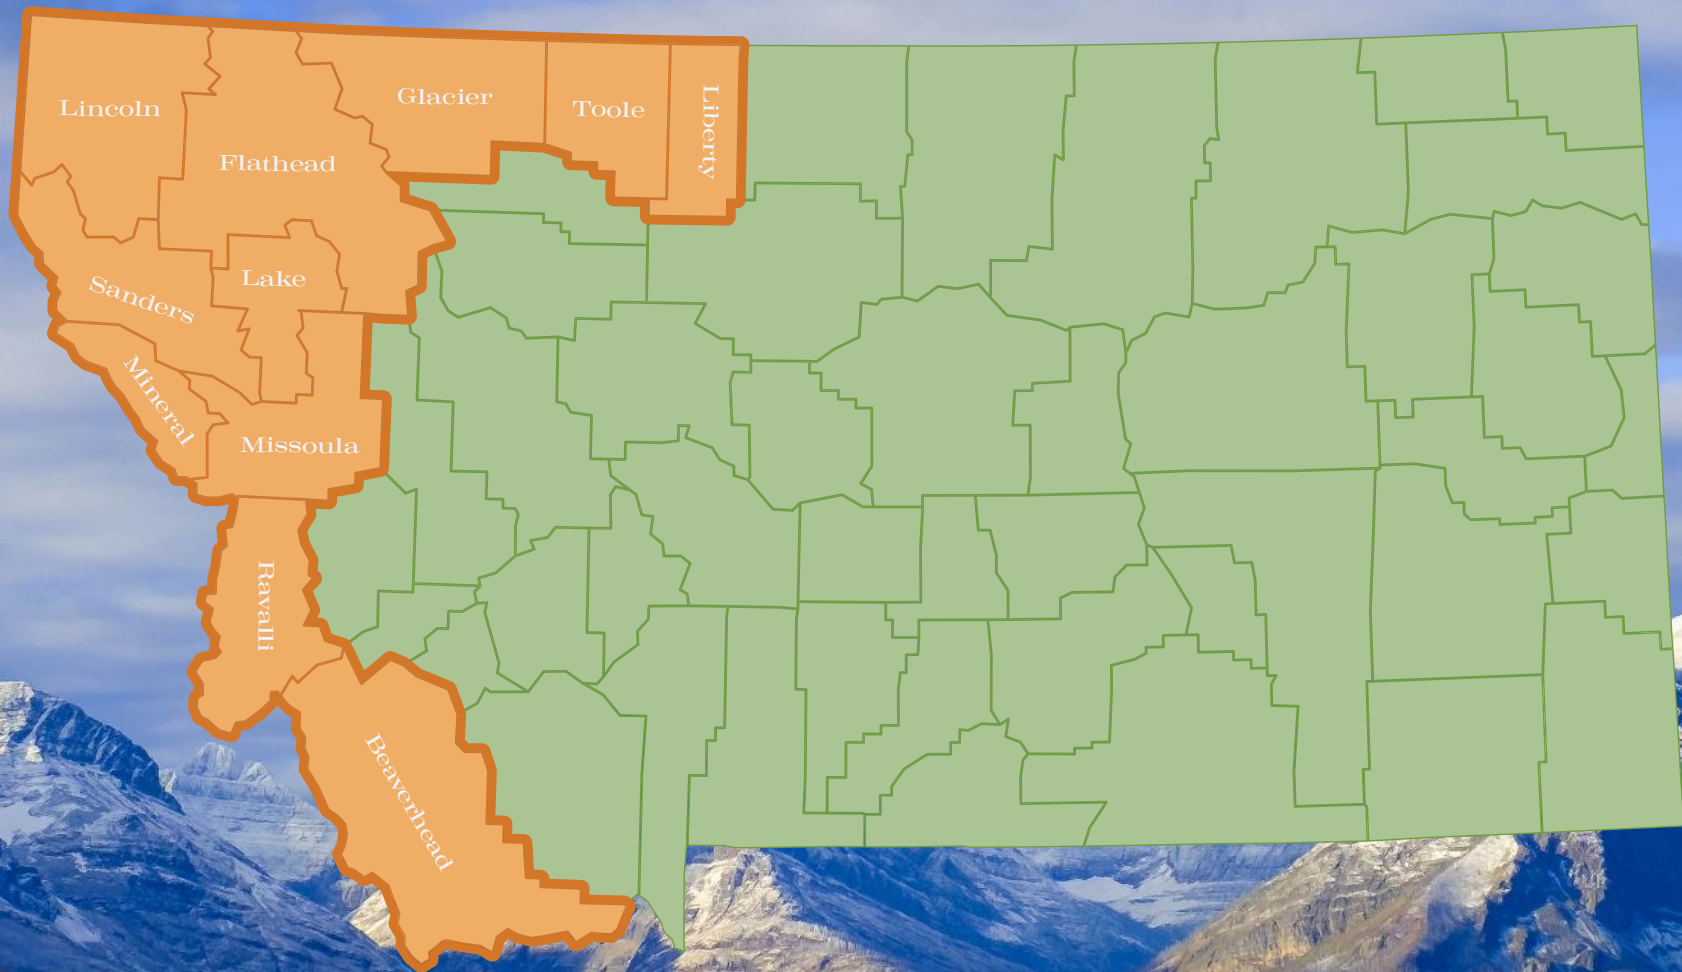 Lincoln
Glacier
Toole
Liberty
Flathead
Lake
Sanders
Mineral
Missoula
Ravalli
Beaverhead